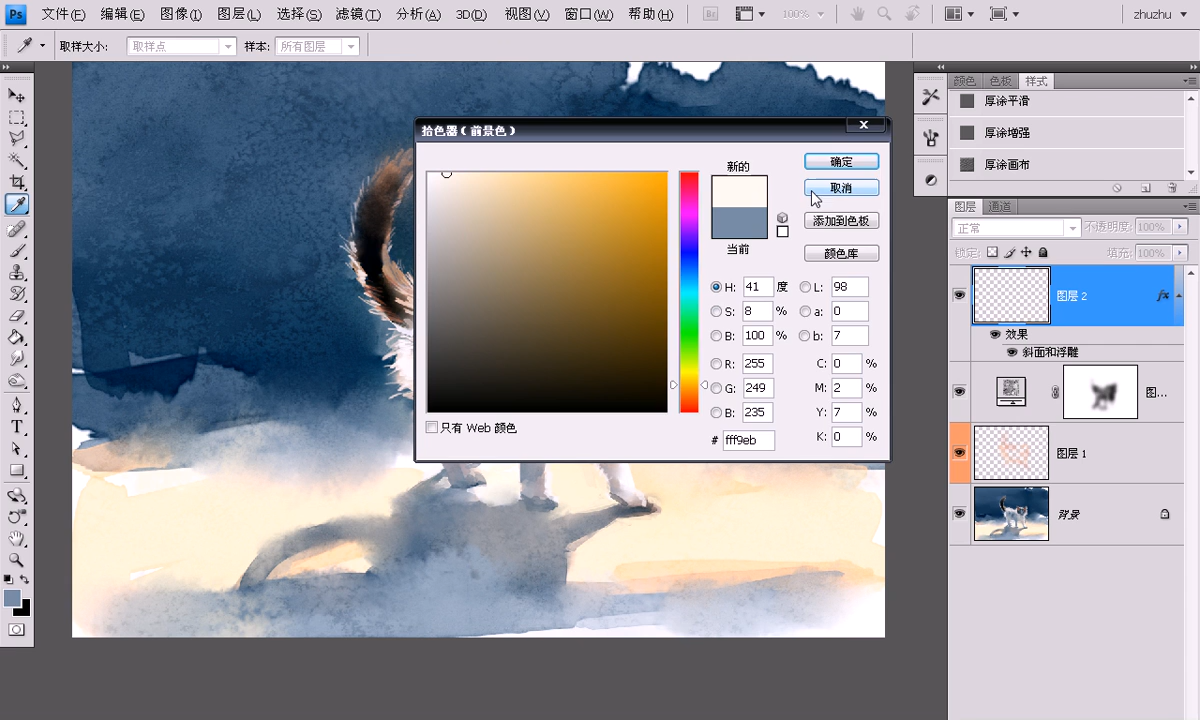 Ps 文件(F) 编辑(E) 图像(I) 图层(L) 选择(S) 滤镜(T) 分析(A) 3D(D) 视图(V) 窗口(W) 帮助(H) Br 100% zhuzhu
取样大小: 取样点 样本: 所有图层
颜色 色板 样式
厚涂平滑
厚涂增强
厚涂画布
拾色器(前景色)
新的
当前
确定
取消
添加到色板
颜色库
H: 41 度 L: 98
S: 8 % a: 0
B: 100 % b: 7
R: 255 C: 0 %
G: 249 M: 2 %
B: 235 Y: 7 %
# fff9eb K: 0 %
只有 Web 颜色
图层 通道
正常 不透明度: 100%
锁定: 填充: 100%
图层 2 fx
效果
斜面和浮雕
图...
图层 1
背景
T